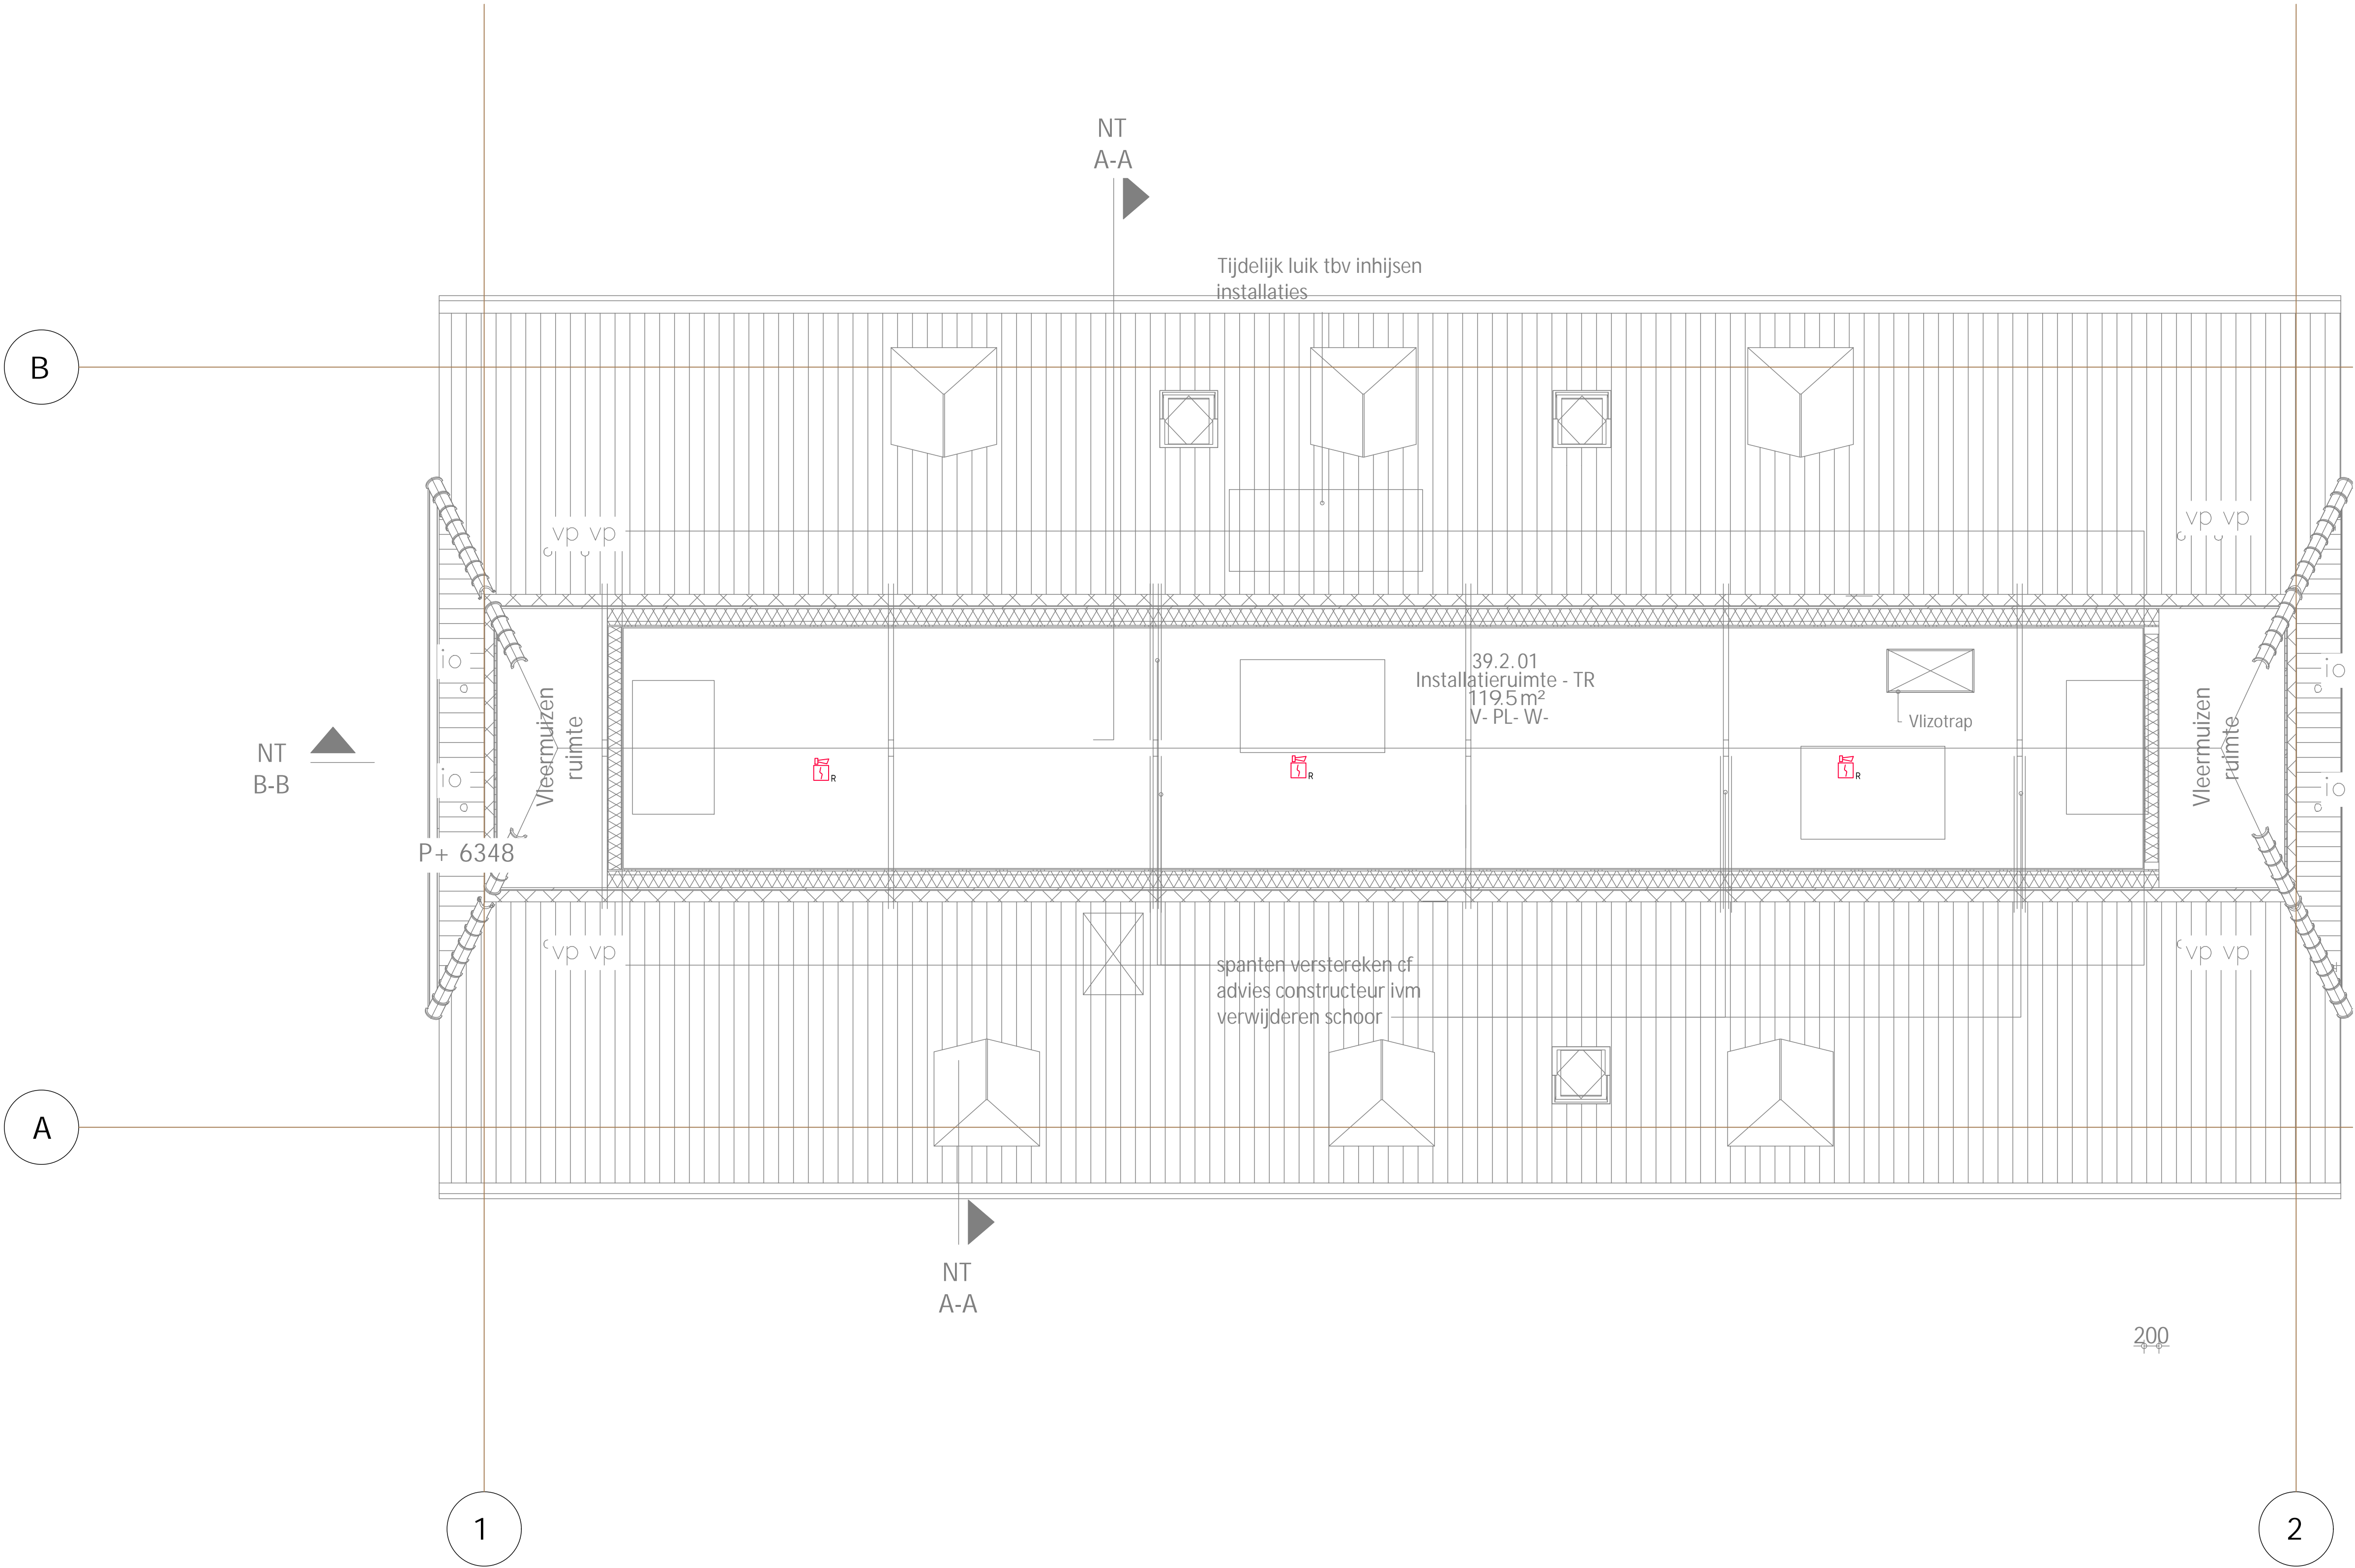 NT
A-A
Tijdelijk luik tbv inhijsen
installaties
B
vp vp
vp vp
io
io
39.2.01
Installatieruimte - TR
119.5 m²
V- PL- W-
Vleermuizen
ruimte
Vlizotrap
Vleermuizen
ruimte
NT
B-B
R
R
R
io
io
P+ 6348
vp vp
vp vp
spanten verstereken cf
advies constructeur ivm
verwijderen schoor
A
NT
A-A
200
1
2